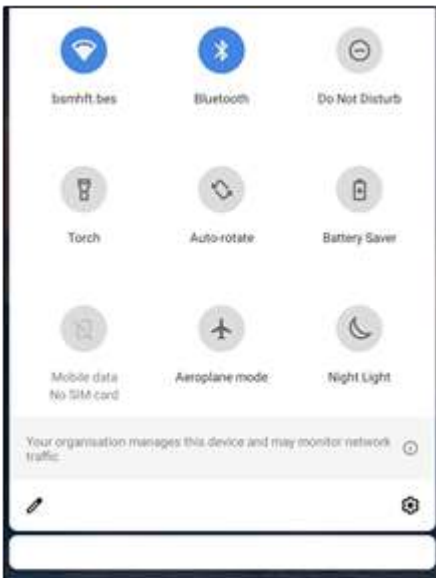 bsmhft.bes
Bluetooth
Do Not Disturb
Torch
Auto-rotate
Battery Saver
Mobile data
No SIM card
Aeroplane mode
Night Light
Your organisation manages this device and may monitor network
traffic